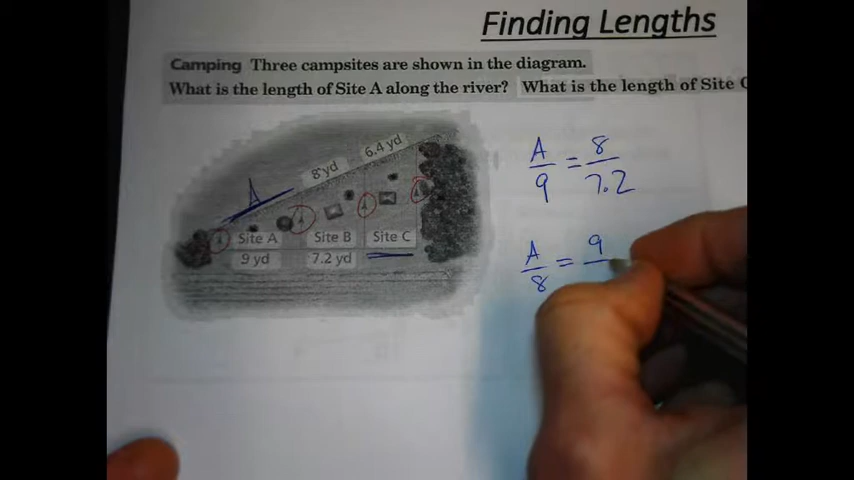 Finding Lengths
Camping Three campsites are shown in the diagram.
What is the length of Site A along the river? What is the length of Site
A
8 yd
6.4 yd
Site A
Site B
Site C
9 yd
7.2 yd
A/9 = 8/7.2
A/8 = 9